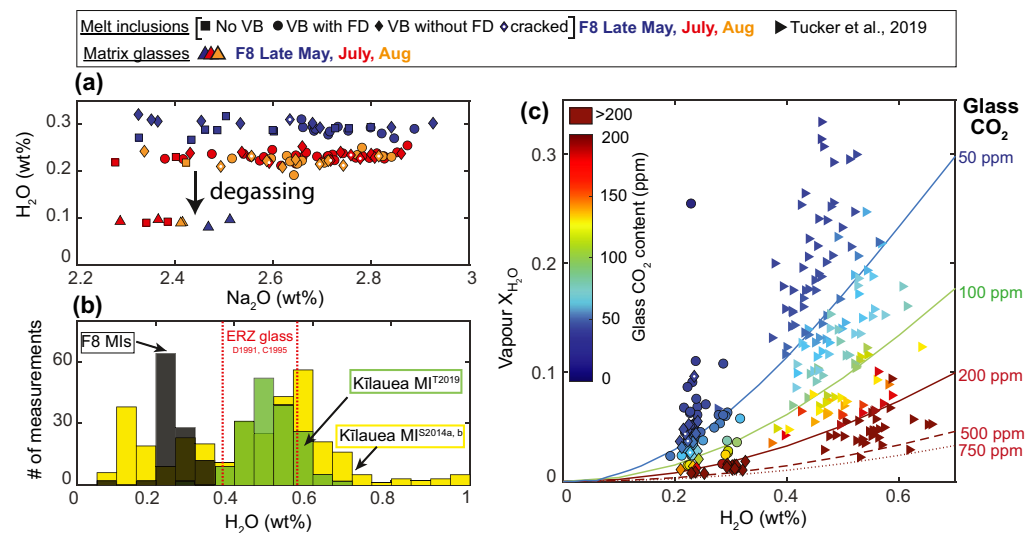 Melt inclusions No VB VB with FD VB without FD cracked F8 Late May, July, Aug Tucker et al., 2019
Matrix glasses F8 Late May, July, Aug
(a)
H2O (wt%)
0.3
0.2
0.1
0
degassing
2.2 2.4 2.6 2.8 3
Na2O (wt%)
(b)
# of measurements
60
30
0
F8 MIs
ERZ glass
D1991, C1995
Kīlauea MIT2019
Kīlauea MIS2014a, b
0.2 0.4 0.6 0.8 1
H2O (wt%)
(c)
Vapour XH2O
0.3
0.2
0.1
0
>200
200
150
100
50
0
Glass CO2 content (ppm)
Glass
CO2
50 ppm
100 ppm
200 ppm
500 ppm
750 ppm
0 0.2 0.4 0.6
H2O (wt%)